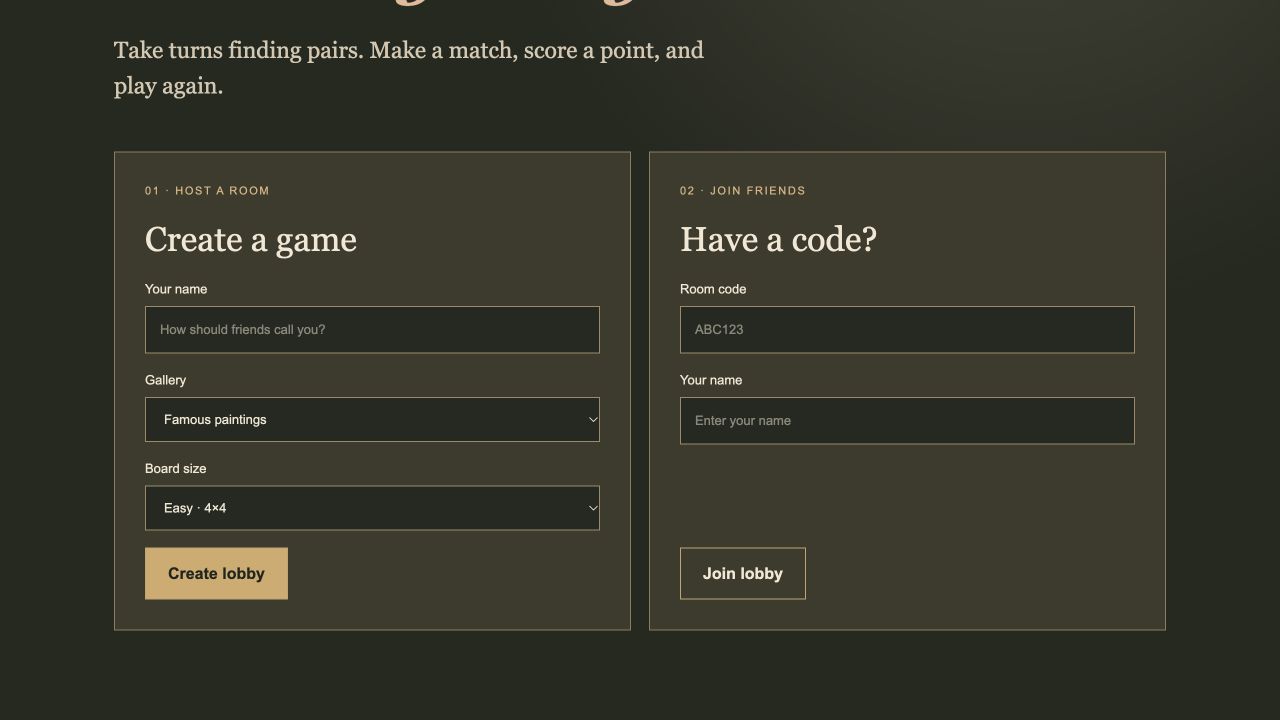 Take turns finding pairs. Make a match, score a point, and
play again.
01 · HOST A ROOM
Create a game
Your name
How should friends call you?
Gallery
Famous paintings
Board size
Easy · 4×4
Create lobby
02 · JOIN FRIENDS
Have a code?
Room code
ABC123
Your name
Enter your name
Join lobby